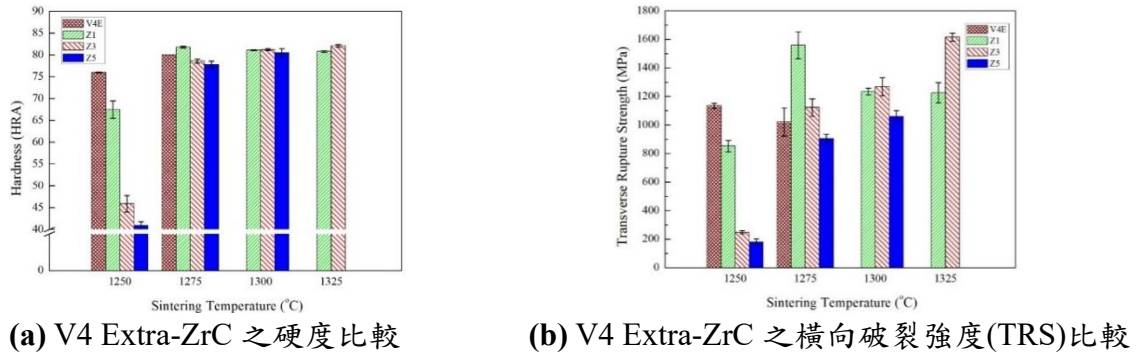 90
85
80
75
70
65
60
55
50
45
40
0
Hardness (HRA)
V4E
Z1
Z3
Z5
1250 1275 1300 1325
Sintering Temperature (°C)
(a) V4 Extra-ZrC 之硬度比較
1800
1600
1400
1200
1000
800
600
400
200
0
Transverse Rupture Strength (MPa)
V4E
Z1
Z3
Z5
1250 1275 1300 1325
Sintering Temperature (°C)
(b) V4 Extra-ZrC 之橫向破裂強度(TRS)比較